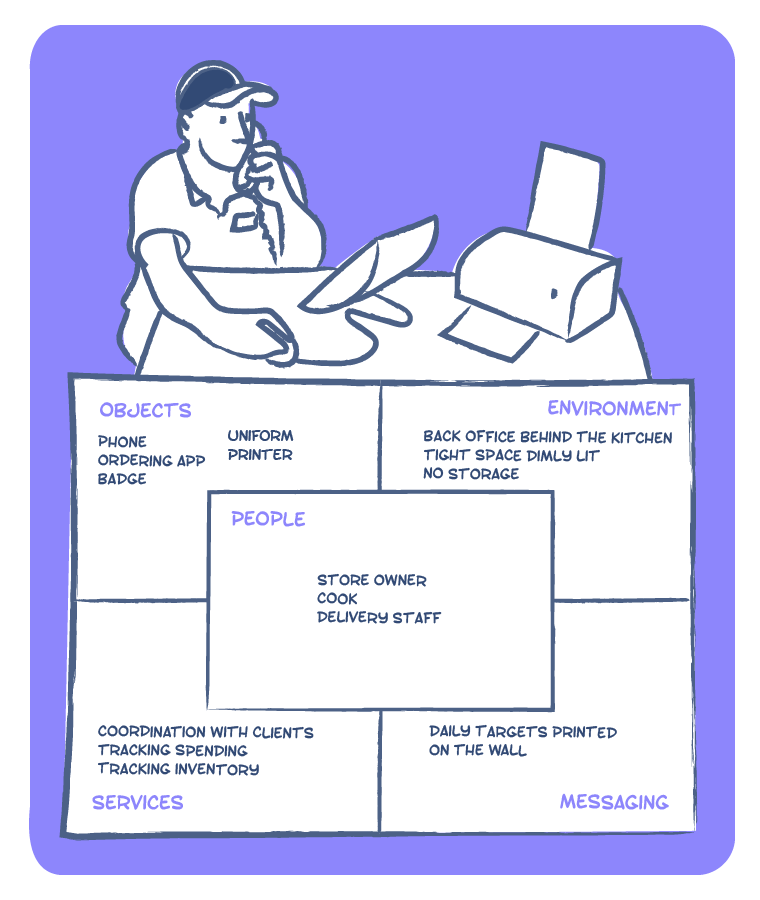 OBJECTS
PHONE
ORDERING APP
BADGE
UNIFORM
PRINTER
ENVIRONMENT
BACK OFFICE BEHIND THE KITCHEN
TIGHT SPACE DIMLY LIT
NO STORAGE
PEOPLE
STORE OWNER
COOK
DELIVERY STAFF
COORDINATION WITH CLIENTS
TRACKING SPENDING
TRACKING INVENTORY
SERVICES
DAILY TARGETS PRINTED
ON THE WALL
MESSAGING